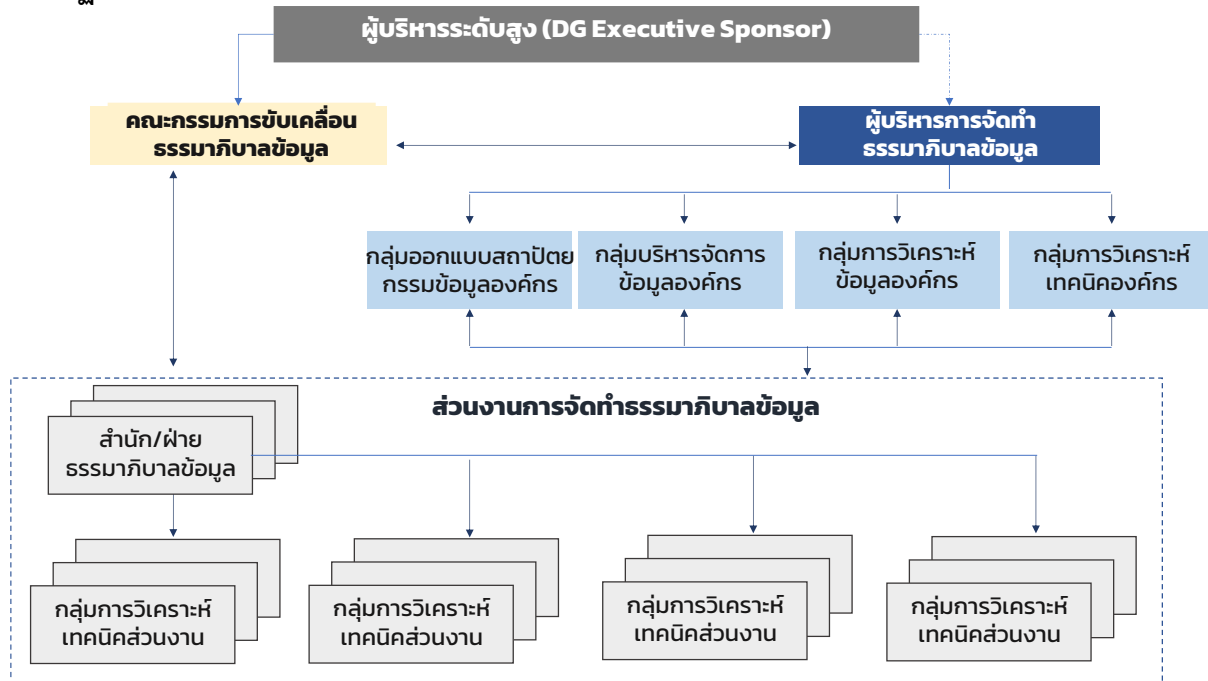 ผู้บริหารระดับสูง (DG Executive Sponsor)
คณะกรรมการขับเคลื่อน
ธรรมาภิบาลข้อมูล
ผู้บริหารการจัดทำ
ธรรมาภิบาลข้อมูล
กลุ่มออกแบบสถาปัตย
กรรมข้อมูลองค์กร
กลุ่มบริหารจัดการ
ข้อมูลองค์กร
กลุ่มการวิเคราะห์
ข้อมูลองค์กร
กลุ่มการวิเคราะห์
เทคนิคองค์กร
ส่วนงานการจัดทำธรรมาภิบาลข้อมูล
สำนัก/ฝ่าย
ธรรมาภิบาลข้อมูล
กลุ่มการวิเคราะห์
เทคนิคส่วนงาน
กลุ่มการวิเคราะห์
เทคนิคส่วนงาน
กลุ่มการวิเคราะห์
เทคนิคส่วนงาน
กลุ่มการวิเคราะห์
เทคนิคส่วนงาน